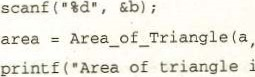 scanf("%d", &b);
area = Area_of_Triangle(a,
printf("Area of triangle i